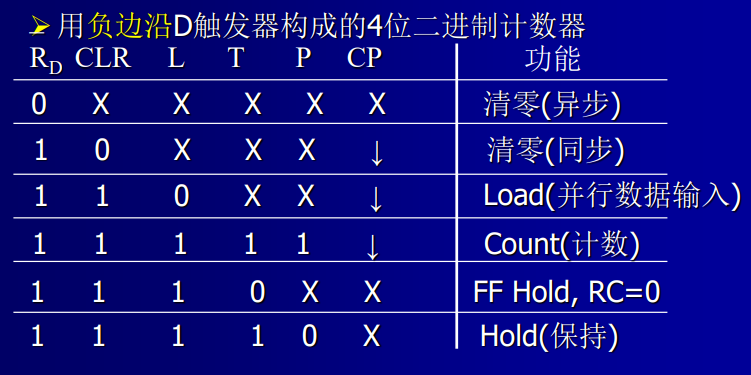 ➢ 用负边沿D触发器构成的4位二进制计数器
RD CLR L T P CP 功能
0 X X X X X 清零(异步)
1 0 X X X ↓ 清零(同步)
1 1 0 X X ↓ Load(并行数据输入)
1 1 1 1 1 ↓ Count(计数)
1 1 1 0 X X FF Hold, RC=0
1 1 1 1 0 X Hold(保持)